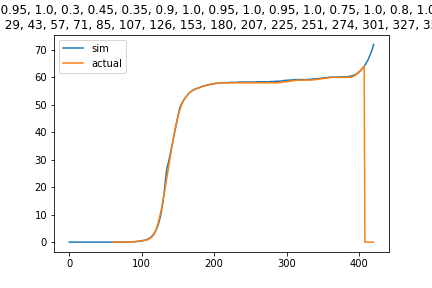 0.95, 1.0, 0.3, 0.45, 0.35, 0.9, 1.0, 0.95, 1.0, 0.95, 1.0, 0.75, 1.0, 0.8, 1.0
29, 43, 57, 71, 85, 107, 126, 153, 180, 207, 225, 251, 274, 301, 327, 35
sim
actual
70
60
50
40
30
20
10
0
0 100 200 300 400